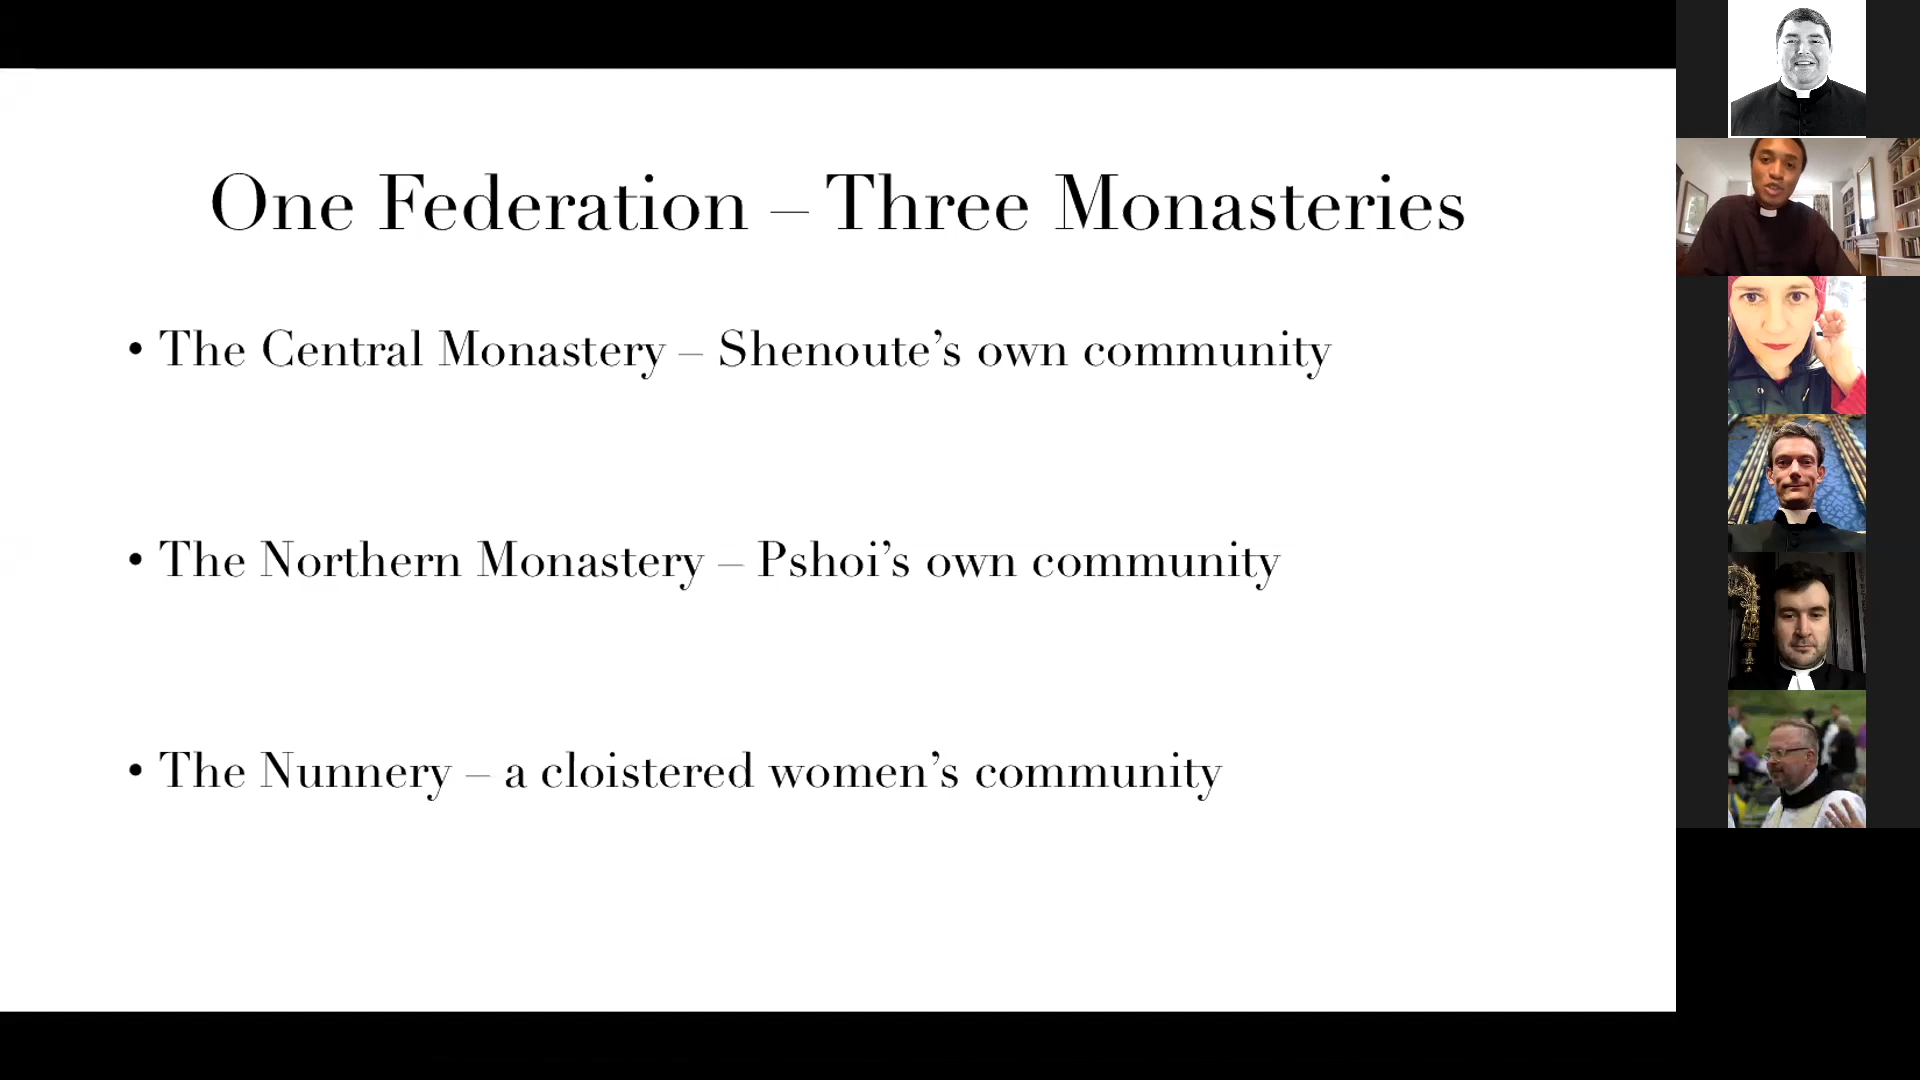 One Federation – Three Monasteries
• The Central Monastery – Shenoute’s own community
• The Northern Monastery – Pshoi’s own community
• The Nunnery – a cloistered women’s community